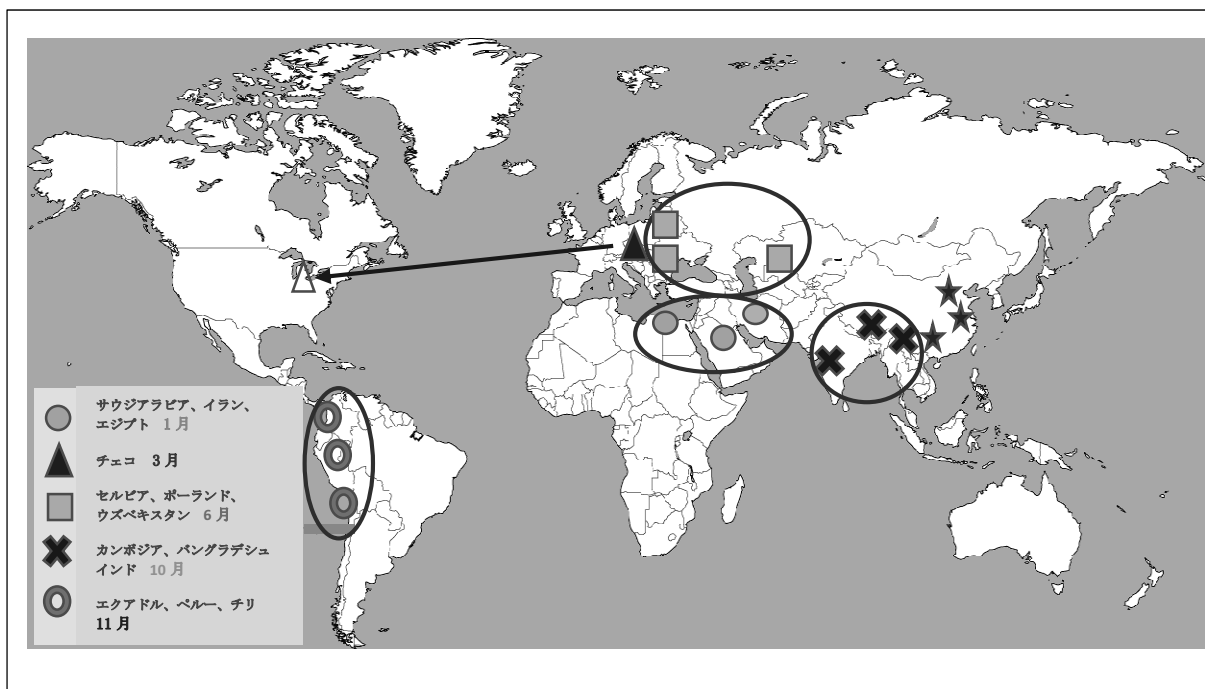 サウジアラビア、イラン、
エジプト 1月
チェコ 3月
セルビア、ポーランド、
ウズベキスタン 6月
カンボジア、バングラデシュ
インド 10月
エクアドル、ペルー、チリ
11月